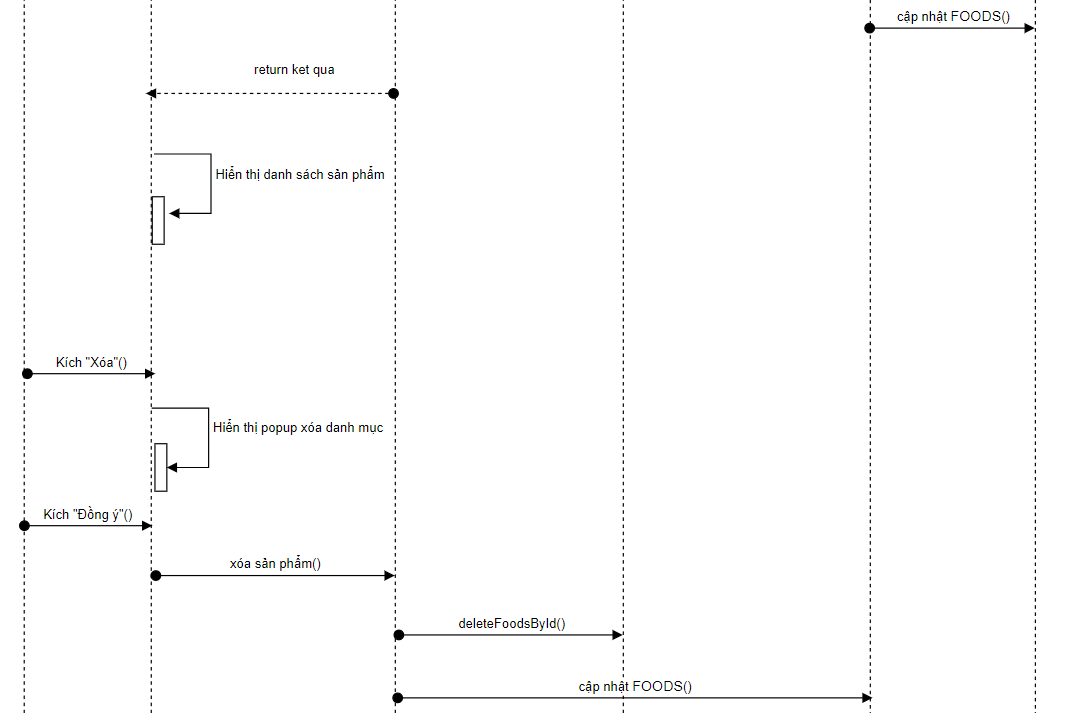 cập nhật FOODS()
return ket qua
Hiển thị danh sách sản phẩm
Kích "Xóa"()
Hiển thị popup xóa danh mục
Kích "Đồng ý"()
xóa sản phẩm()
deleteFoodsById()
cập nhật FOODS()